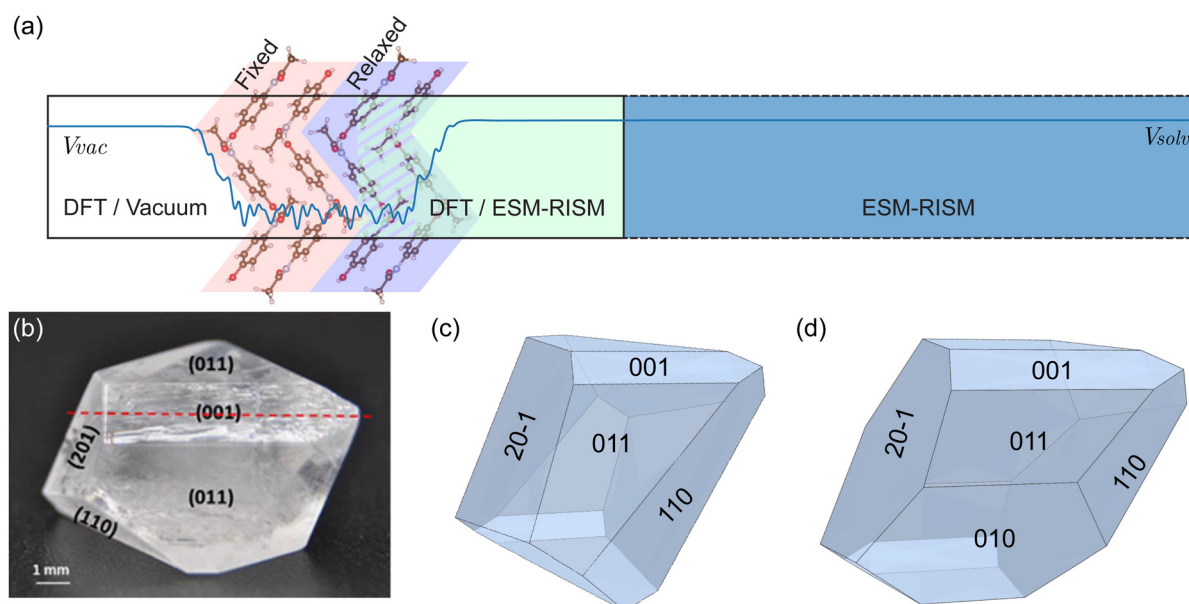 (a)
Fixed
Relaxed
Vvac
Vsolv
DFT / Vacuum
DFT / ESM-RISM
ESM-RISM
(b)
(011)
(001)
(201)
(011)
(110)
1 mm
(c)
001
20-1
011
110
(d)
001
20-1
011
110
010